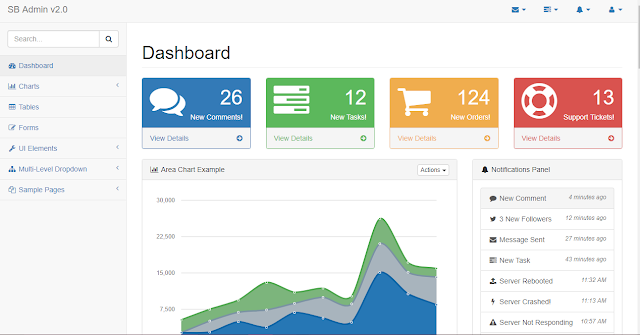 SB Admin v2.0
Search...
Dashboard
Charts
Tables
Forms
UI Elements
Multi-Level Dropdown
Sample Pages
Dashboard
26
New Comments!
View Details
12
New Tasks!
View Details
124
New Orders!
View Details
13
Support Tickets!
View Details
Area Chart Example
Actions
30,000
22,500
15,000
7,500
Notifications Panel
New Comment 4 minutes ago
3 New Followers 12 minutes ago
Message Sent 27 minutes ago
New Task 43 minutes ago
Server Rebooted 11:32 AM
Server Crashed! 11:13 AM
Server Not Responding 10:57 AM